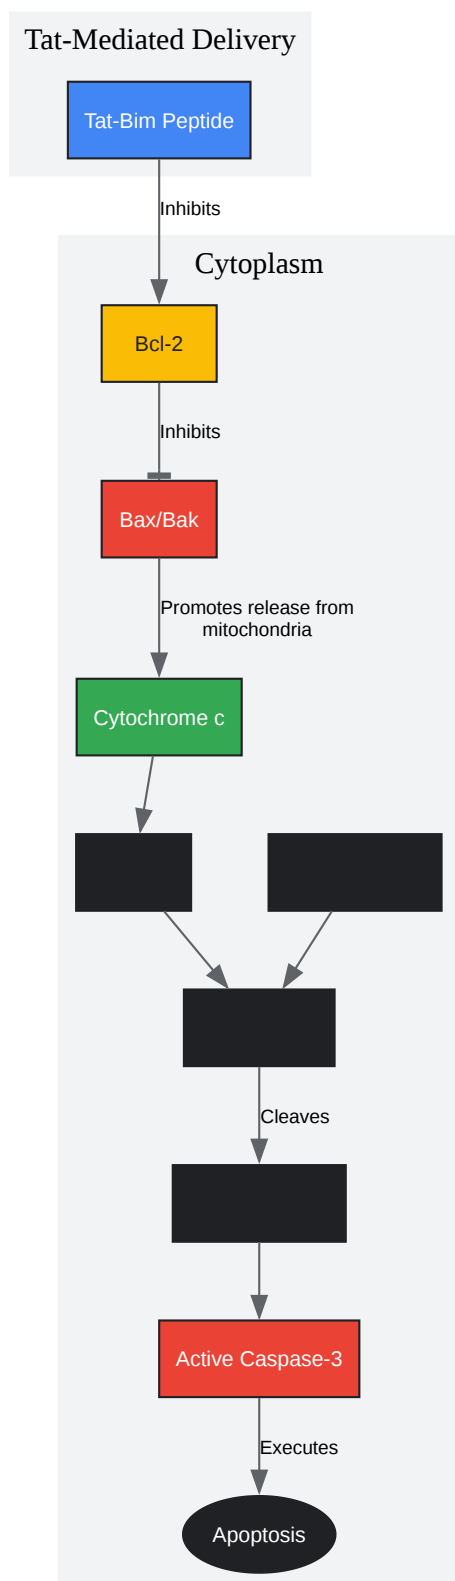 Tat-Mediated Delivery
Tat-Bim Peptide
Inhibits
Cytoplasm
Bcl-2
Inhibits
Bax/Bak
Promotes release from
mitochondria
Cytochrome c
Cleaves
Active Caspase-3
Executes
Apoptosis